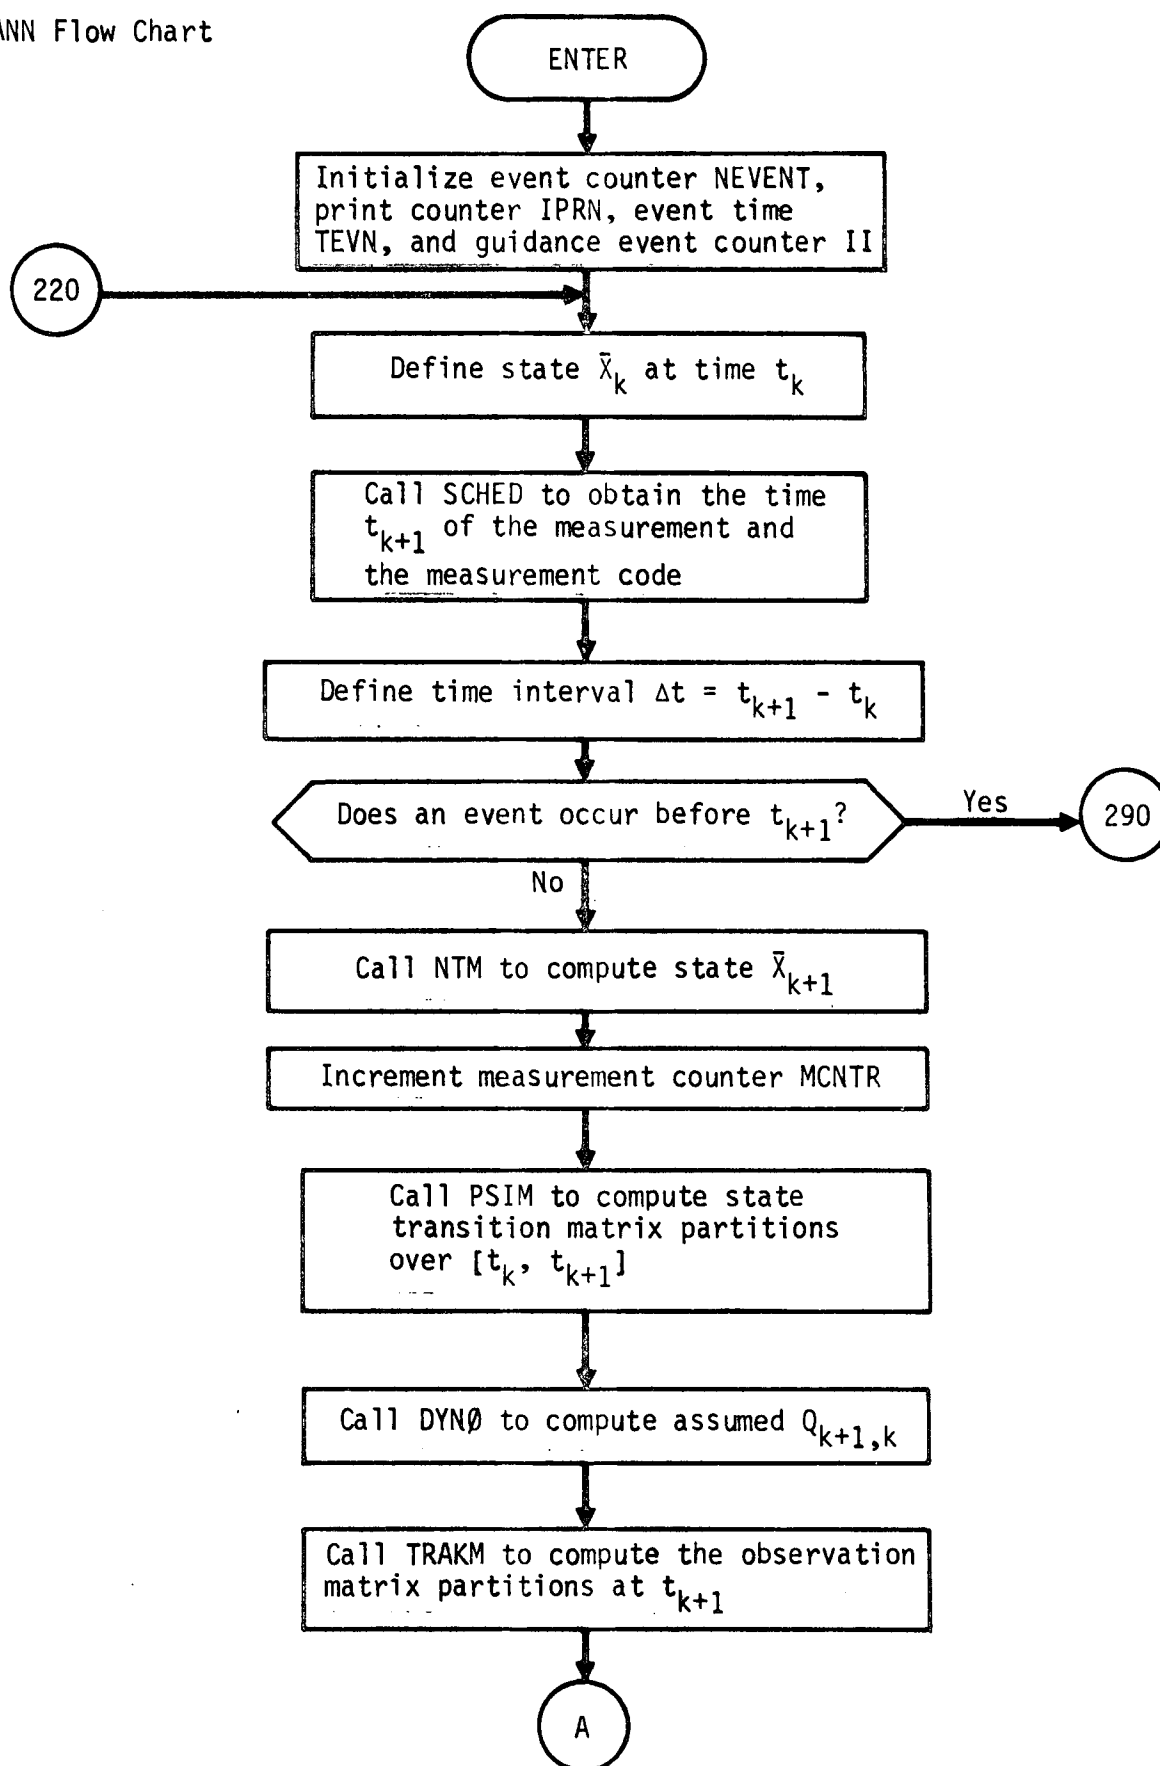 ANN Flow Chart
ENTER
Initialize event counter NEVENT,
print counter IPRN, event time
TEVN, and guidance event counter II
220
Define state X̄ₖ at time tₖ
Call SCHED to obtain the time
tₖ₊₁ of the measurement and
the measurement code
Define time interval Δt = tₖ₊₁ - tₖ
Does an event occur before tₖ₊₁?
Yes
290
No
Call NTM to compute state X̄ₖ₊₁
Increment measurement counter MCNTR
Call PSIM to compute state
transition matrix partitions
over [tₖ, tₖ₊₁]
Call DYNØ to compute assumed Qₖ₊₁,ₖ
Call TRAKM to compute the observation
matrix partitions at tₖ₊₁
A